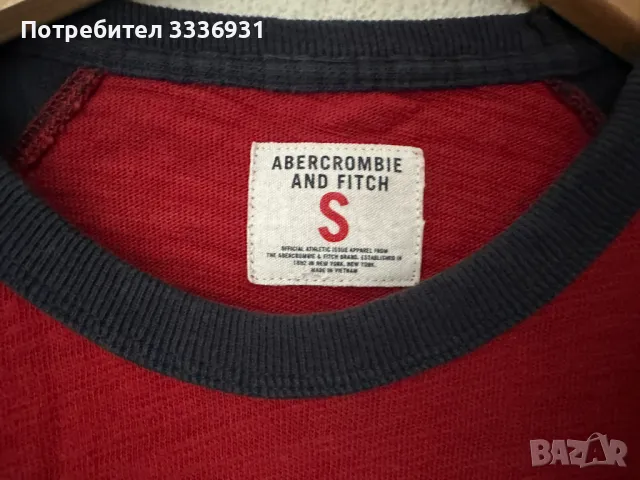 Потребител 3336931
ABERCROMBIE
AND FITCH
S
OFFICIAL ATHLETIC ISSUE APPAREL FROM
THE ABERCROMBIE & FITCH BRAND. ESTABLISHED IN
1892 IN NEW YORK, NEW YORK.
MADE IN VIETNAM
BAZAR